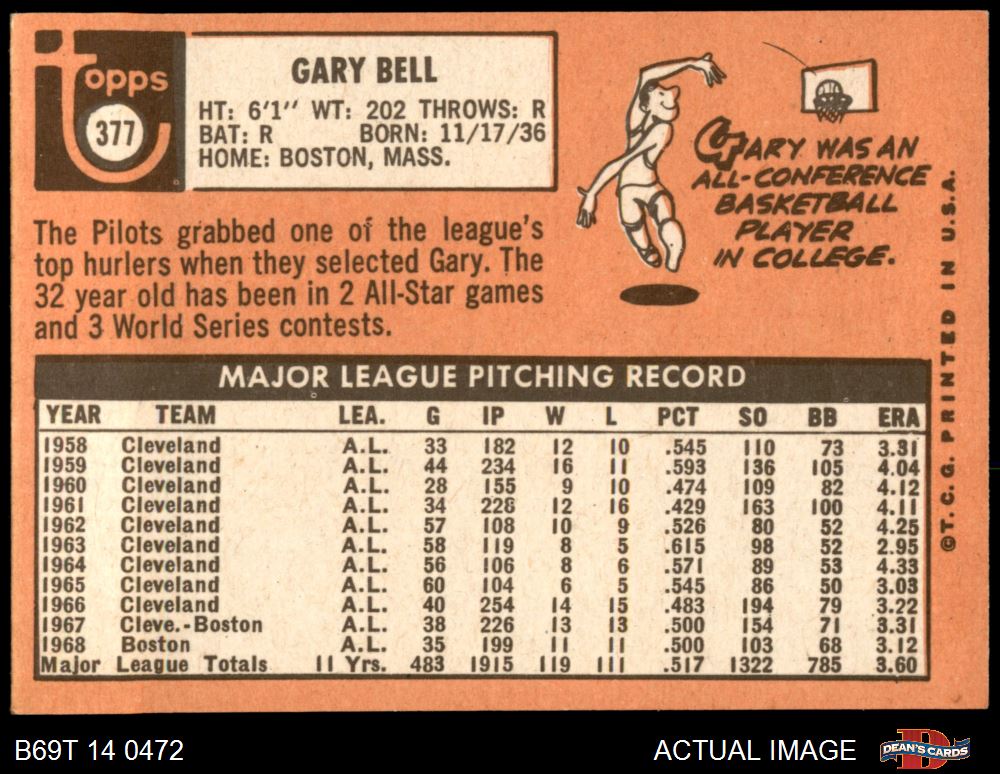 topps
377
GARY BELL
HT: 6'1" WT: 202 THROWS: R
BAT: R BORN: 11/17/36
HOME: BOSTON, MASS.
GARY WAS AN
ALL-CONFERENCE
BASKETBALL
PLAYER
IN COLLEGE.
The Pilots grabbed one of the league's
top hurlers when they selected Gary. The
32 year old has been in 2 All-Star games
and 3 World Series contests.
MAJOR LEAGUE PITCHING RECORD
YEAR TEAM LEA. G IP W L PCT SO BB ERA
1958 Cleveland A.L. 33 182 12 10 .545 110 73 3.31
1959 Cleveland A.L. 44 234 16 11 .593 136 105 4.04
1960 Cleveland A.L. 28 155 9 10 .474 109 82 4.12
1961 Cleveland A.L. 34 228 12 16 .429 163 100 4.11
1962 Cleveland A.L. 57 108 10 9 .526 80 52 4.25
1963 Cleveland A.L. 58 119 8 5 .615 98 52 2.95
1964 Cleveland A.L. 56 106 8 6 .571 89 53 4.33
1965 Cleveland A.L. 60 104 6 5 .545 86 50 3.03
1966 Cleveland A.L. 40 254 14 15 .483 194 79 3.22
1967 Cleve.-Boston A.L. 38 226 13 13 .500 154 71 3.31
1968 Boston A.L. 35 199 11 11 .500 103 68 3.12
Major League Totals 11 Yrs. 483 1915 119 111 .517 1322 785 3.60
©T.C.G. PRINTED IN U.S.A.
B69T 14 0472
ACTUAL IMAGE
DEAN'S CARDS